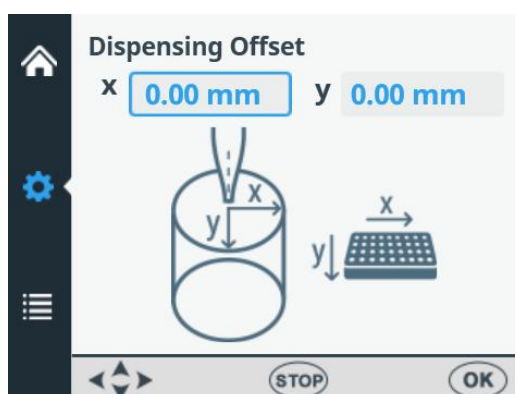 Dispensing Offset
x 0.00 mm y 0.00 mm
x
y
x
y
STOP OK